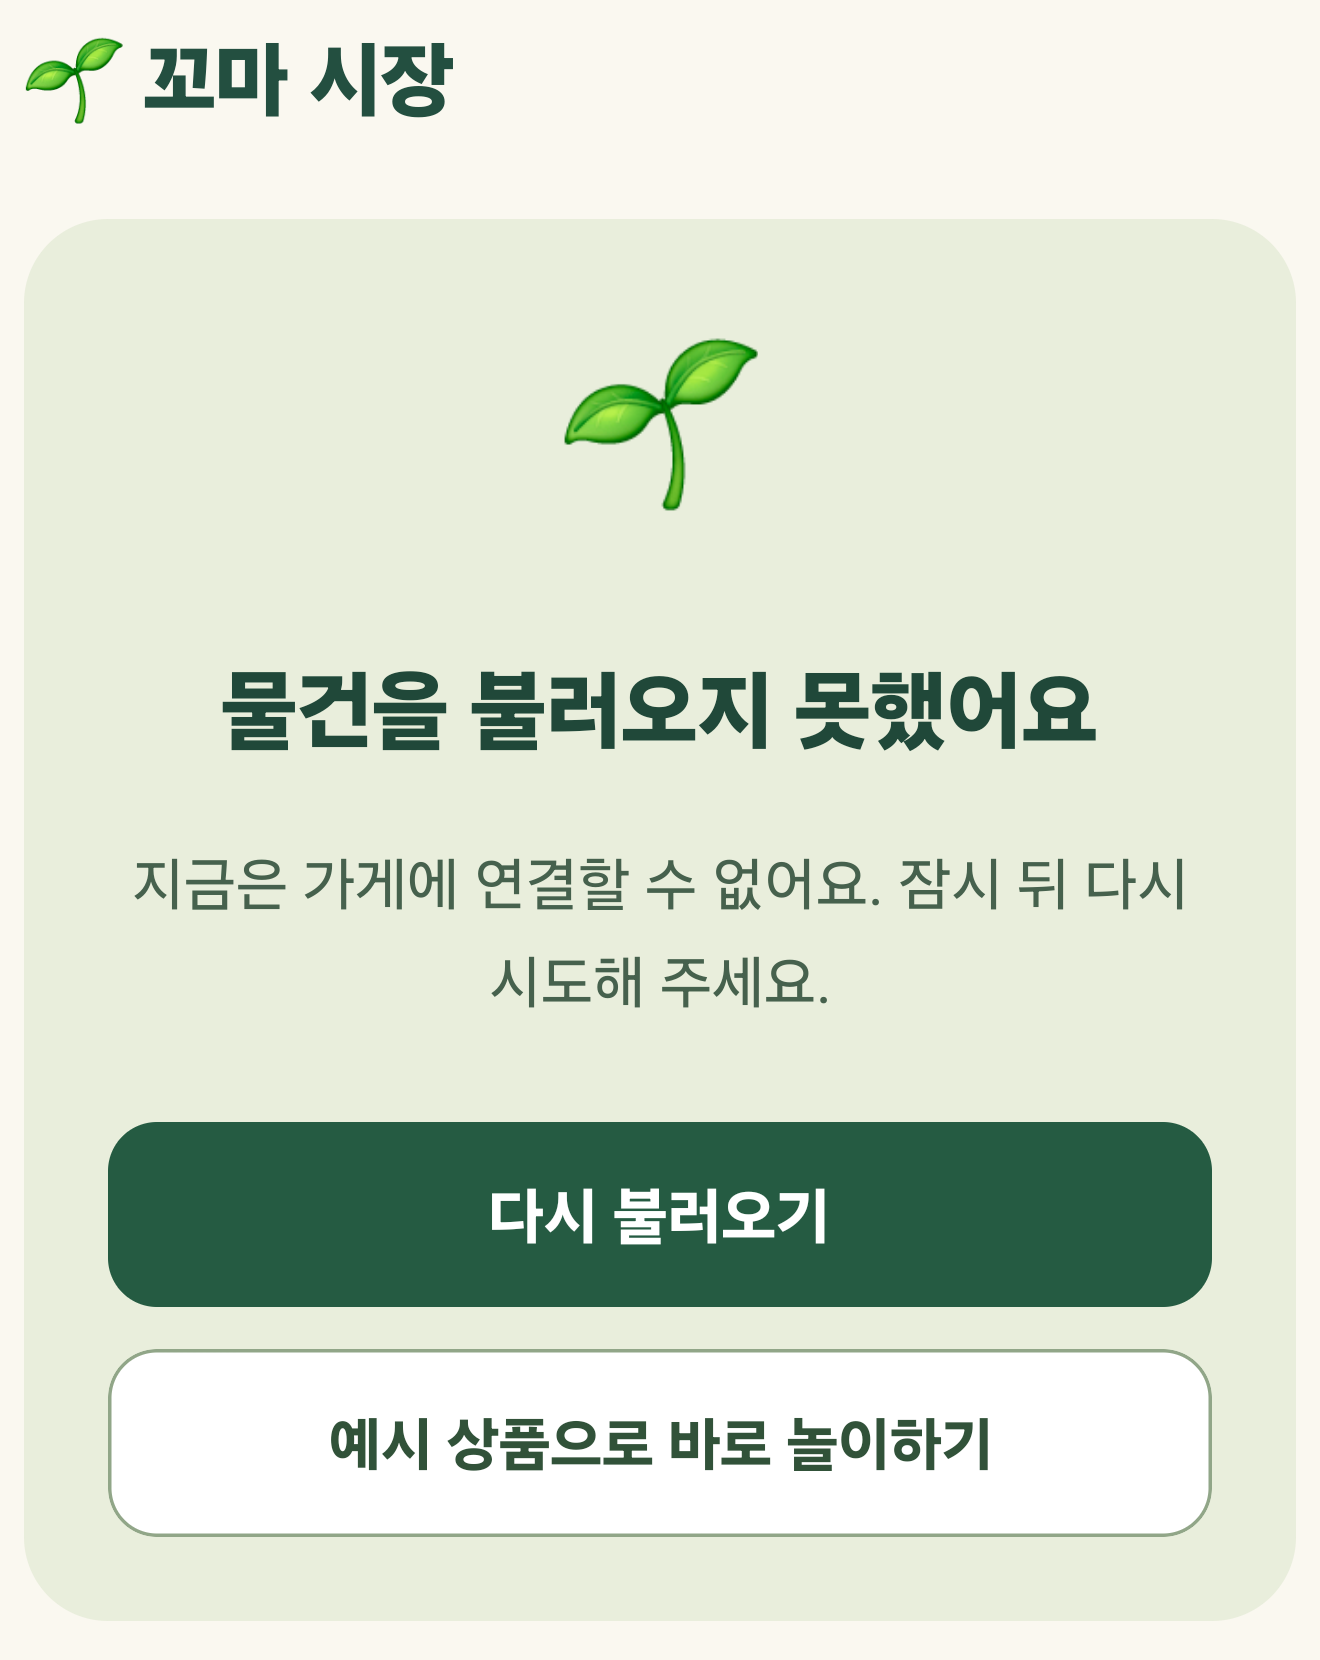 꼬마 시장
물건을 불러오지 못했어요
지금은 가게에 연결할 수 없어요. 잠시 뒤 다시
시도해 주세요.
다시 불러오기
예시 상품으로 바로 놀이하기